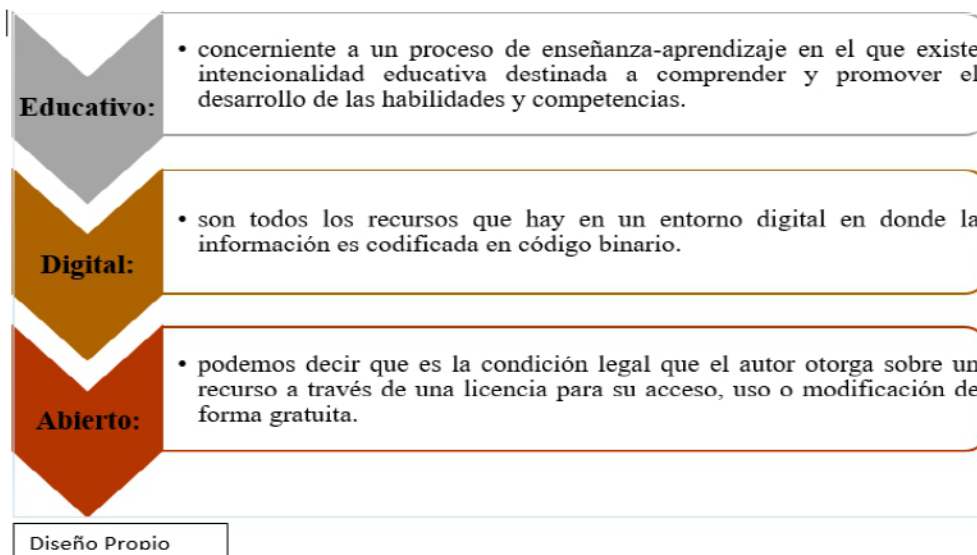 Educativo:
• concerniente a un proceso de enseñanza-aprendizaje en el que existe
intencionalidad educativa destinada a comprender y promover el
desarrollo de las habilidades y competencias.
Digital:
• son todos los recursos que hay en un entorno digital en donde la
información es codificada en código binario.
Abierto:
• podemos decir que es la condición legal que el autor otorga sobre un
recurso a través de una licencia para su acceso, uso o modificación de
forma gratuita.
Diseño Propio